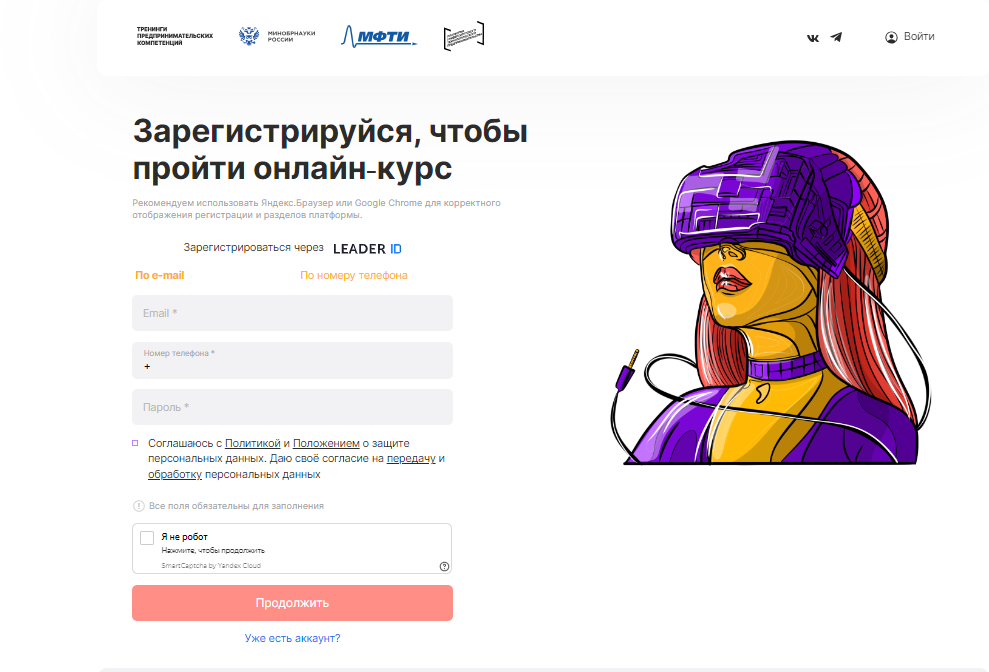 ТРЕНИНГИ
ПРЕДПРИНИМАТЕЛЬСКИХ
КОМПЕТЕНЦИЙ
МИНОБРНАУКИ
РОССИИ
МФТИ
Войти
Зарегистрируйся, чтобы
пройти онлайн-курс
Рекомендуем использовать Яндекс.Браузер или Google Chrome для корректного
отображения регистрации и разделов платформы.
Зарегистрироваться через LEADER ID
По e-mail
По номеру телефона
Email *
Номер телефона *
+
Пароль *
Соглашаюсь с Политикой и Положением о защите
персональных данных. Даю своё согласие на передачу и
обработку персональных данных
Все поля обязательны для заполнения
Я не робот
Нажмите, чтобы продолжить
SmartCaptcha by Yandex Cloud
Продолжить
Уже есть аккаунт?